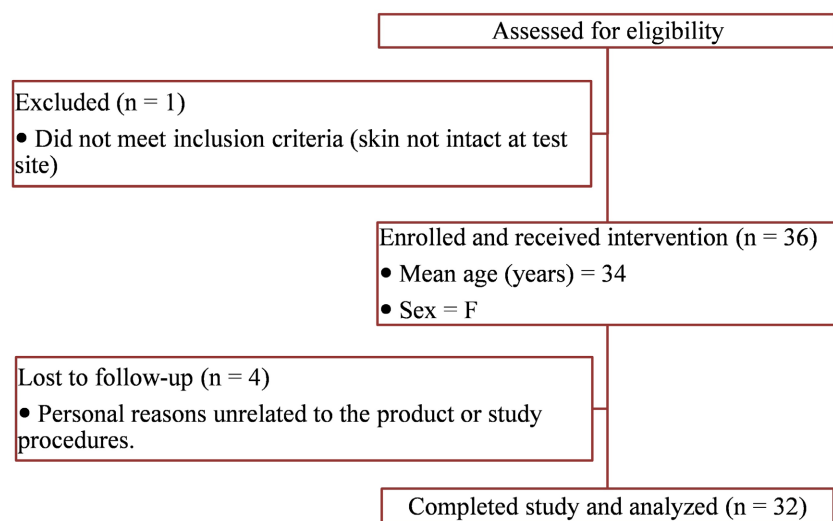 Assessed for eligibility
Excluded (n = 1)
• Did not meet inclusion criteria (skin not intact at test
site)
Enrolled and received intervention (n = 36)
• Mean age (years) = 34
• Sex = F
Lost to follow-up (n = 4)
• Personal reasons unrelated to the product or study
procedures.
Completed study and analyzed (n = 32)